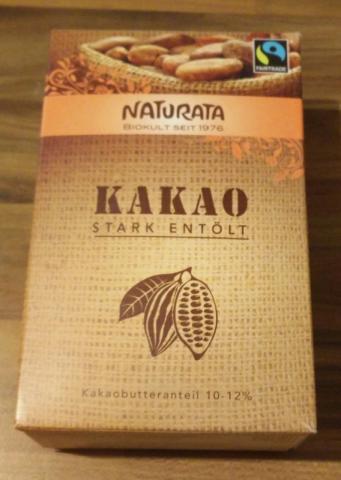 FAIRTRADE
NATURATA
BIOKULT SEIT 1976
KAKAO
STARK ENTÖLT
Kakaobutteranteil 10-12%